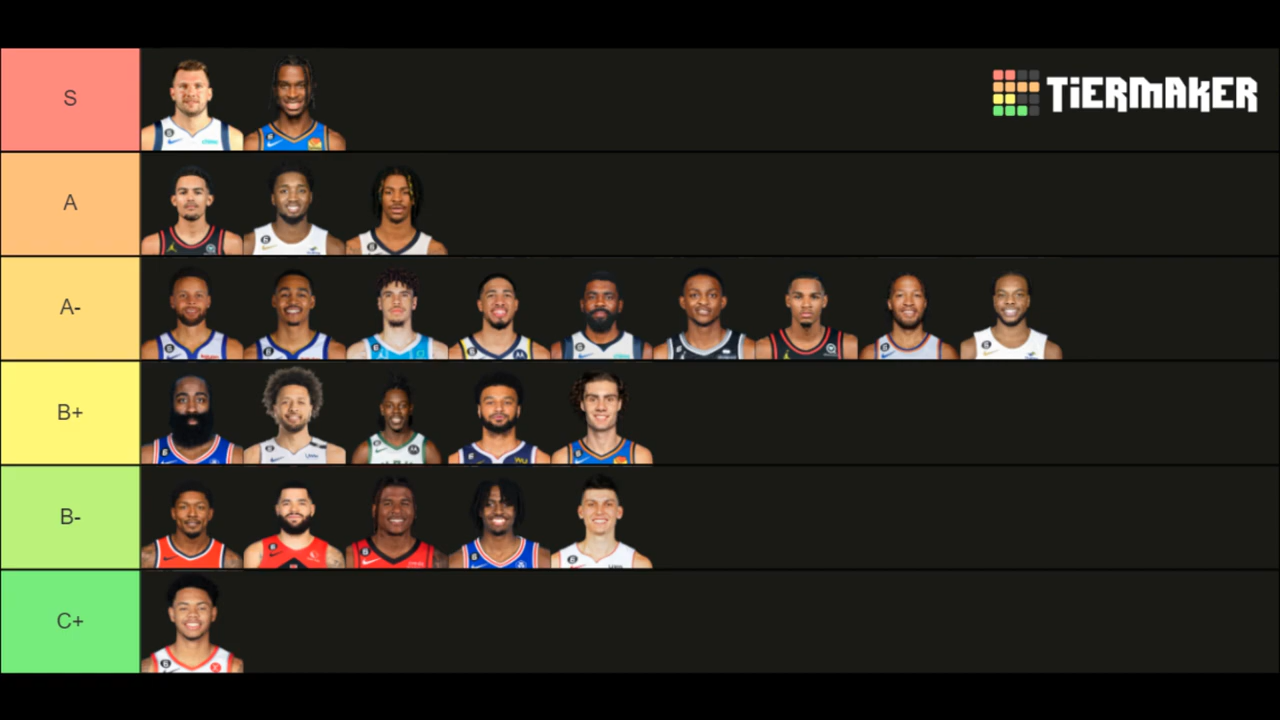 S
TiERMAKER
A
A-
B+
B-
C+